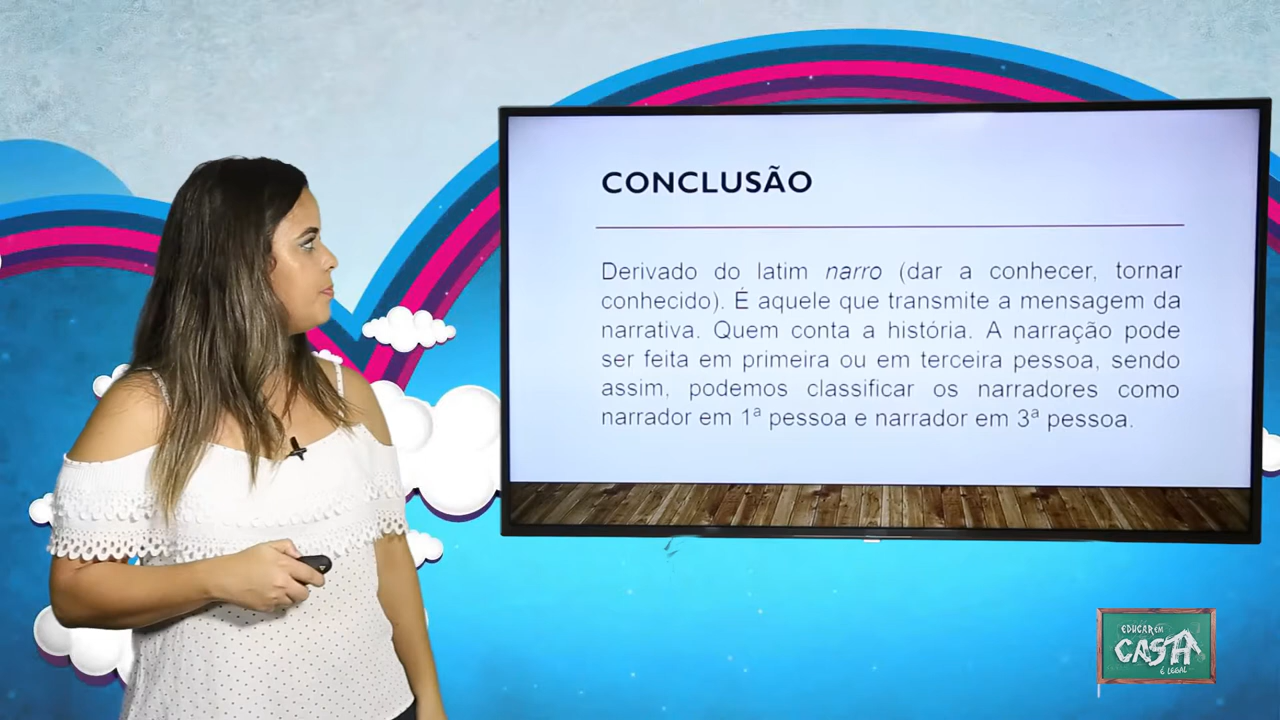 CONCLUSÃO
Derivado do latim narro (dar a conhecer, tornar
conhecido). É aquele que transmite a mensagem da
narrativa. Quem conta a história. A narração pode
ser feita em primeira ou em terceira pessoa, sendo
assim, podemos classificar os narradores como
narrador em 1ª pessoa e narrador em 3ª pessoa.
EDUCAR EM
CASA
É LEGAL